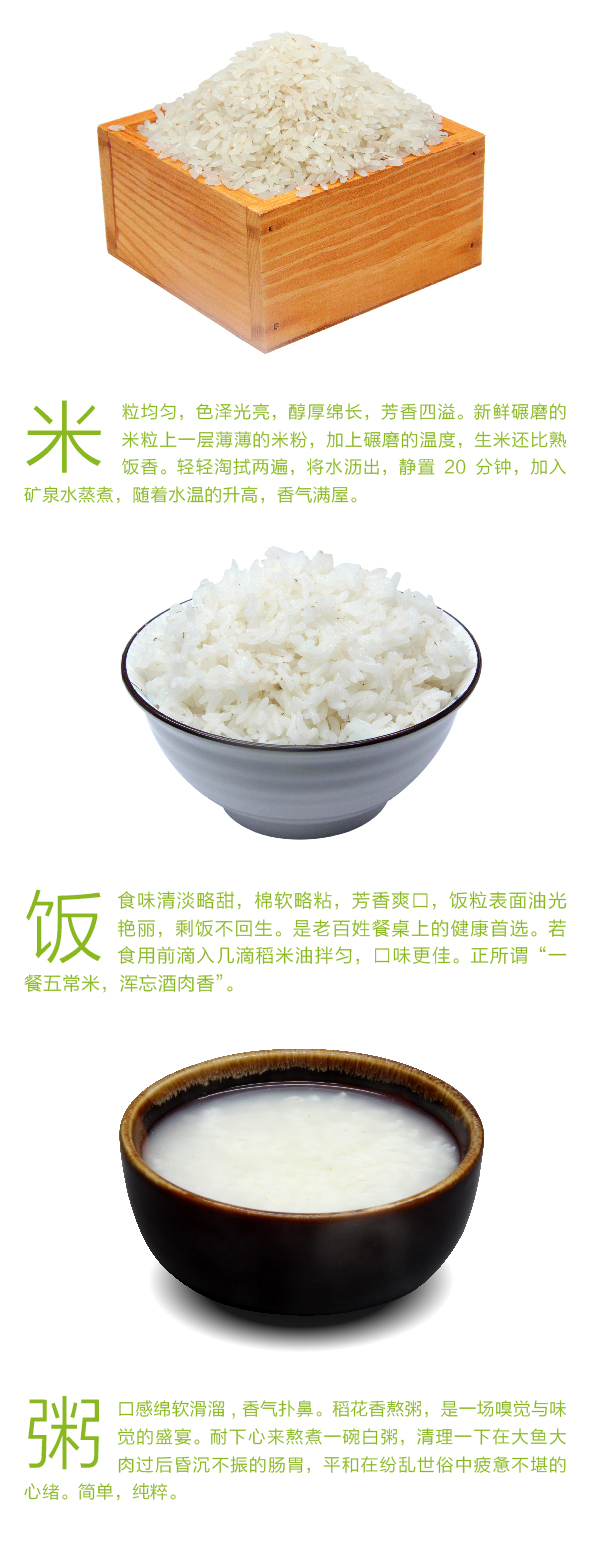 米
粒均匀，色泽光亮，醇厚绵长，芳香四溢。新鲜碾磨的
米粒上一层薄薄的米粉，加上碾磨的温度，生米还比熟
饭香。轻轻淘拭两遍，将水沥出，静置 20 分钟，加入
矿泉水蒸煮，随着水温的升高，香气满屋。
饭
食味清淡略甜，棉软略粘，芳香爽口，饭粒表面油光
艳丽，剩饭不回生。是老百姓餐桌上的健康首选。若
食用前滴入几滴稻米油拌匀，口味更佳。正所谓“一
餐五常米，浑忘酒肉香”。
粥
口感绵软滑溜，香气扑鼻。稻花香熬粥，是一场嗅觉与味
觉的盛宴。耐下心来熬煮一碗白粥，清理一下在大鱼大
肉过后昏沉不振的肠胃，平和在纷乱世俗中疲惫不堪的
心绪。简单，纯粹。